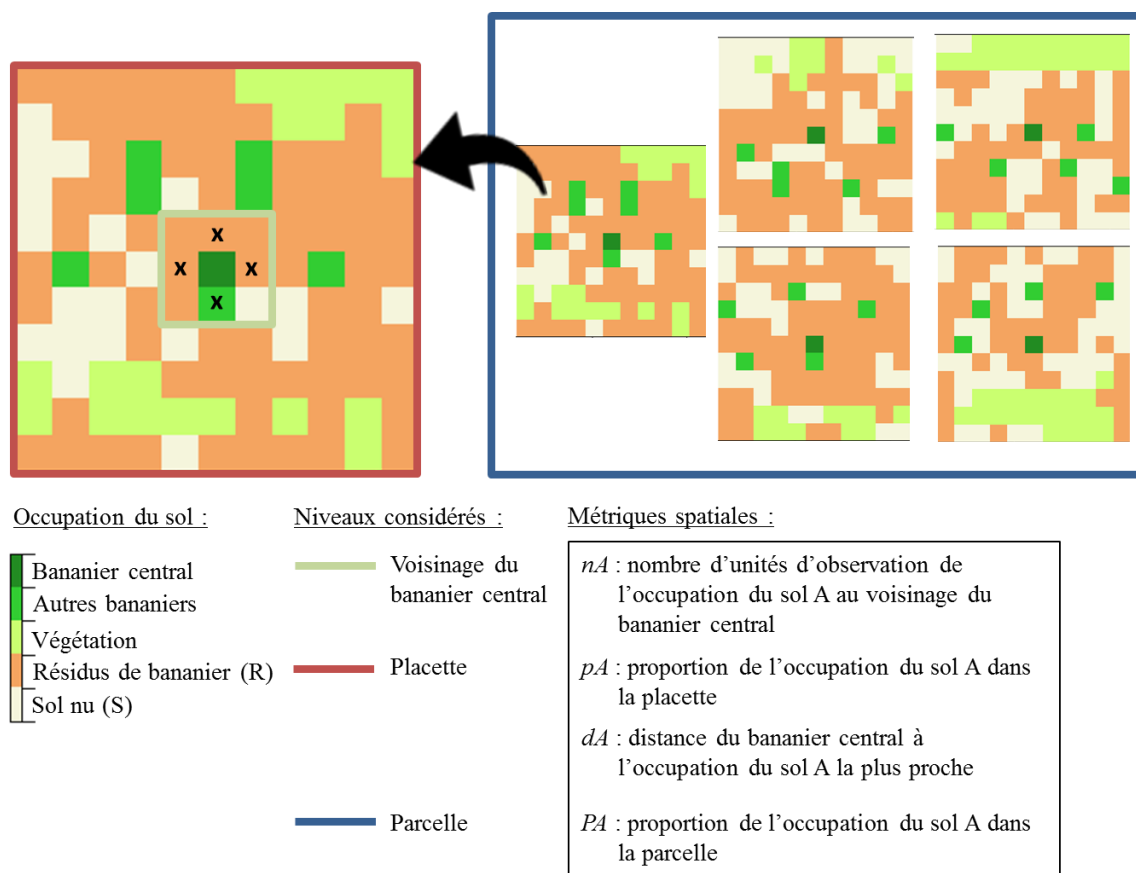 x
x
x
x
Occupation du sol :
Bananier central
Autres bananiers
Végétation
Résidus de bananier (R)
Sol nu (S)
Niveaux considérés :
Voisinage du
bananier central
Placette
Parcelle
Métriques spatiales :
nA : nombre d’unités d’observation de
l’occupation du sol A au voisinage du
bananier central
pA : proportion de l’occupation du sol A dans
la placette
dA : distance du bananier central à
l’occupation du sol A la plus proche
PA : proportion de l’occupation du sol A dans
la parcelle